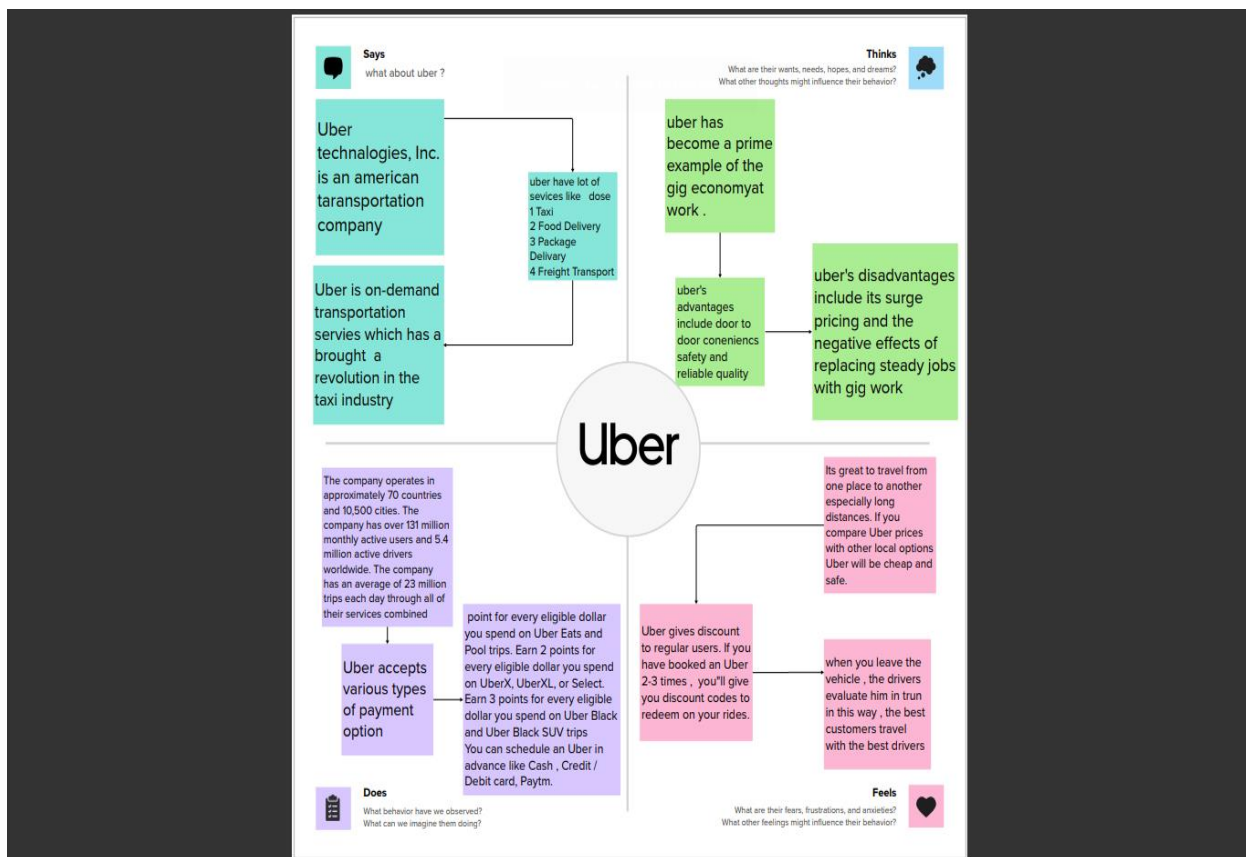 Says
what about uber ?
Uber
technalogies, Inc.
is an american
taransportation
company
uber have lot of
sevices like dose
1 Taxi
2 Food Delivery
3 Package
Delivary
4 Freight Transport
Uber is on-demand
transportation
servies which has a
brought a
revolution in the
taxi industry
Thinks
What are their wants, needs, hopes, and dreams?
What other thoughts might influence their behavior?
uber has
become a prime
example of the
gig economyat
work .
uber's
advantages
include door to
door coneniencs
safety and
reliable quality
uber's disadvantages
include its surge
pricing and the
negative effects of
replacing steady jobs
with gig work
Uber
The company operates in
approximately 70 countries
and 10,500 cities. The
company has over 131 million
monthly active users and 5.4
million active drivers
worldwide. The company
has an average of 23 million
trips each day through all of
their services combined
Uber accepts
various types
of payment
option
point for every eligible dollar
you spend on Uber Eats and
Pool trips. Earn 2 points for
every eligible dollar you spend
on UberX, UberXL, or Select.
Earn 3 points for every eligible
dollar you spend on Uber Black
and Uber Black SUV trips
You can schedule an Uber in
advance like Cash , Credit /
Debit card, Paytm.
Does
What behavior have we observed?
What can we imagine them doing?
Its great to travel from
one place to another
especially long
distances. If you
compare Uber prices
with other local options
Uber will be cheap and
safe.
Uber gives discount
to regular users. If you
have booked an Uber
2-3 times , you"ll give
you discount codes to
redeem on your rides.
when you leave the
vehicle , the drivers
evaluate him in trun
in this way , the best
customers travel
with the best drivers
Feels
What are their fears, frustrations, and anxieties?
What other feelings might influence their behavior?